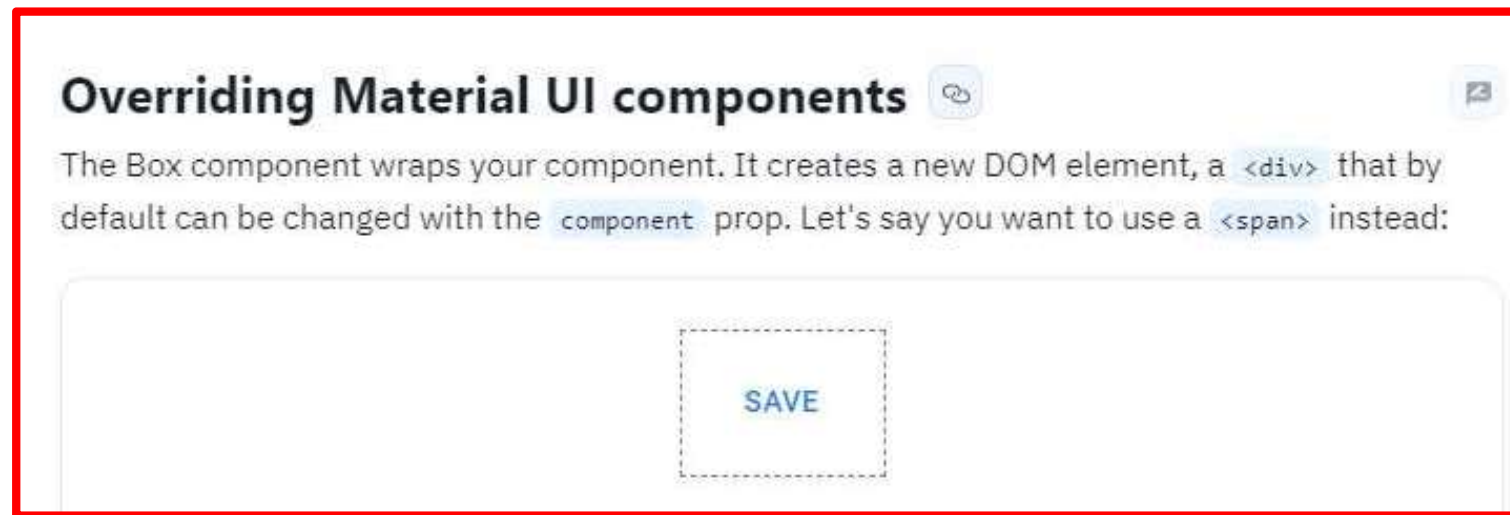 Overriding Material UI components
The Box component wraps your component. It creates a new DOM element, a <div> that by
default can be changed with the component prop. Let's say you want to use a <span> instead:
SAVE